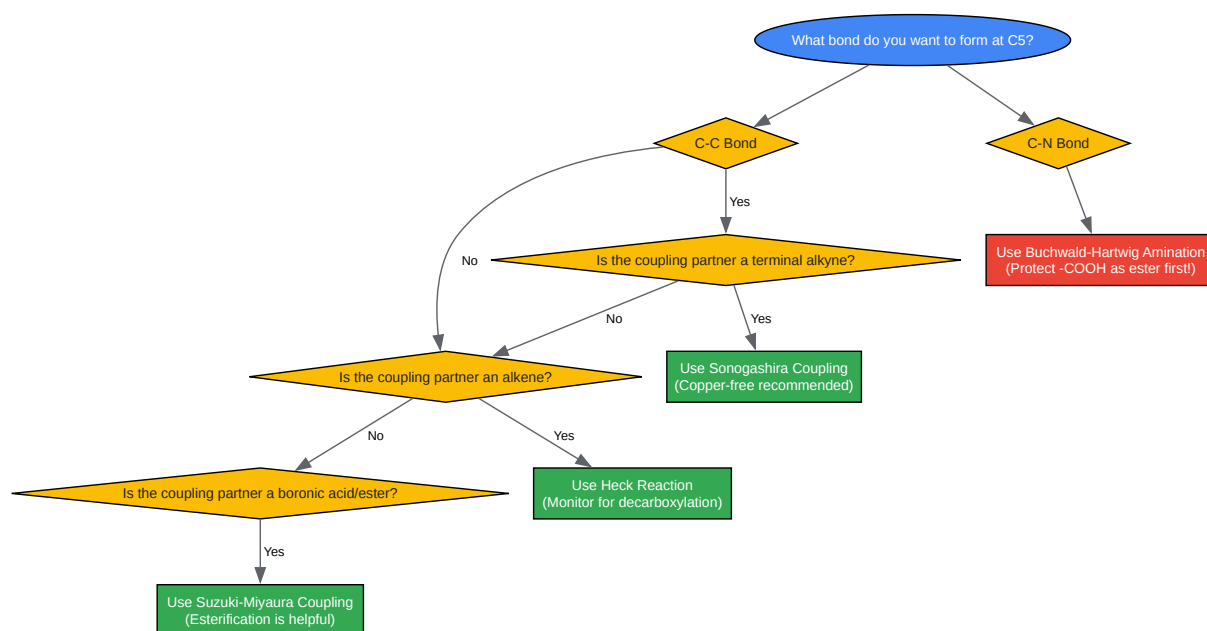 What bond do you want to form at C5?
C-C Bond
C-N Bond
Yes
Is the coupling partner a terminal alkyne?
No
Use Buchwald-Hartwig Amination
(Protect -COOH as ester first!)
No
Yes
Is the coupling partner an alkene?
Use Sonogashira Coupling
(Copper-free recommended)
No
Yes
Is the coupling partner a boronic acid/ester?
Use Heck Reaction
(Monitor for decarboxylation)
Yes
Use Suzuki-Miyaura Coupling
(Esterification is helpful)